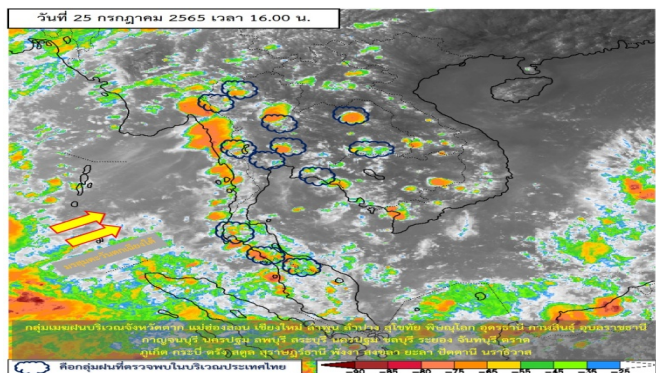 วันที่ 25 กรกฎาคม 2565 เวลา 16.00 น.
กลุ่มเมฆฝนบริเวณจังหวัดตาก แม่ฮ่องสอน เชียงใหม่ ลำพูน ลำปาง สุโขทัย พิษณุโลก อุดรธานี กาฬสินธุ์ อุบลราชธานี
กาญจนบุรี นครปฐม ลพบุรี สระบุรี นครปฐม ชลบุรี ระยอง จันทบุรี ตราด
ภูเก็ต กระบี่ ตรัง สตูล สุราษฎร์ธานี พังงา สงขลา ยะลา ปัตตานี นราธิวาส
คือกลุ่มฝนที่ตรวจพบในบริเวณประเทศไทย
-90 -85 -80 -75 -65 -55 -45 -35 -25